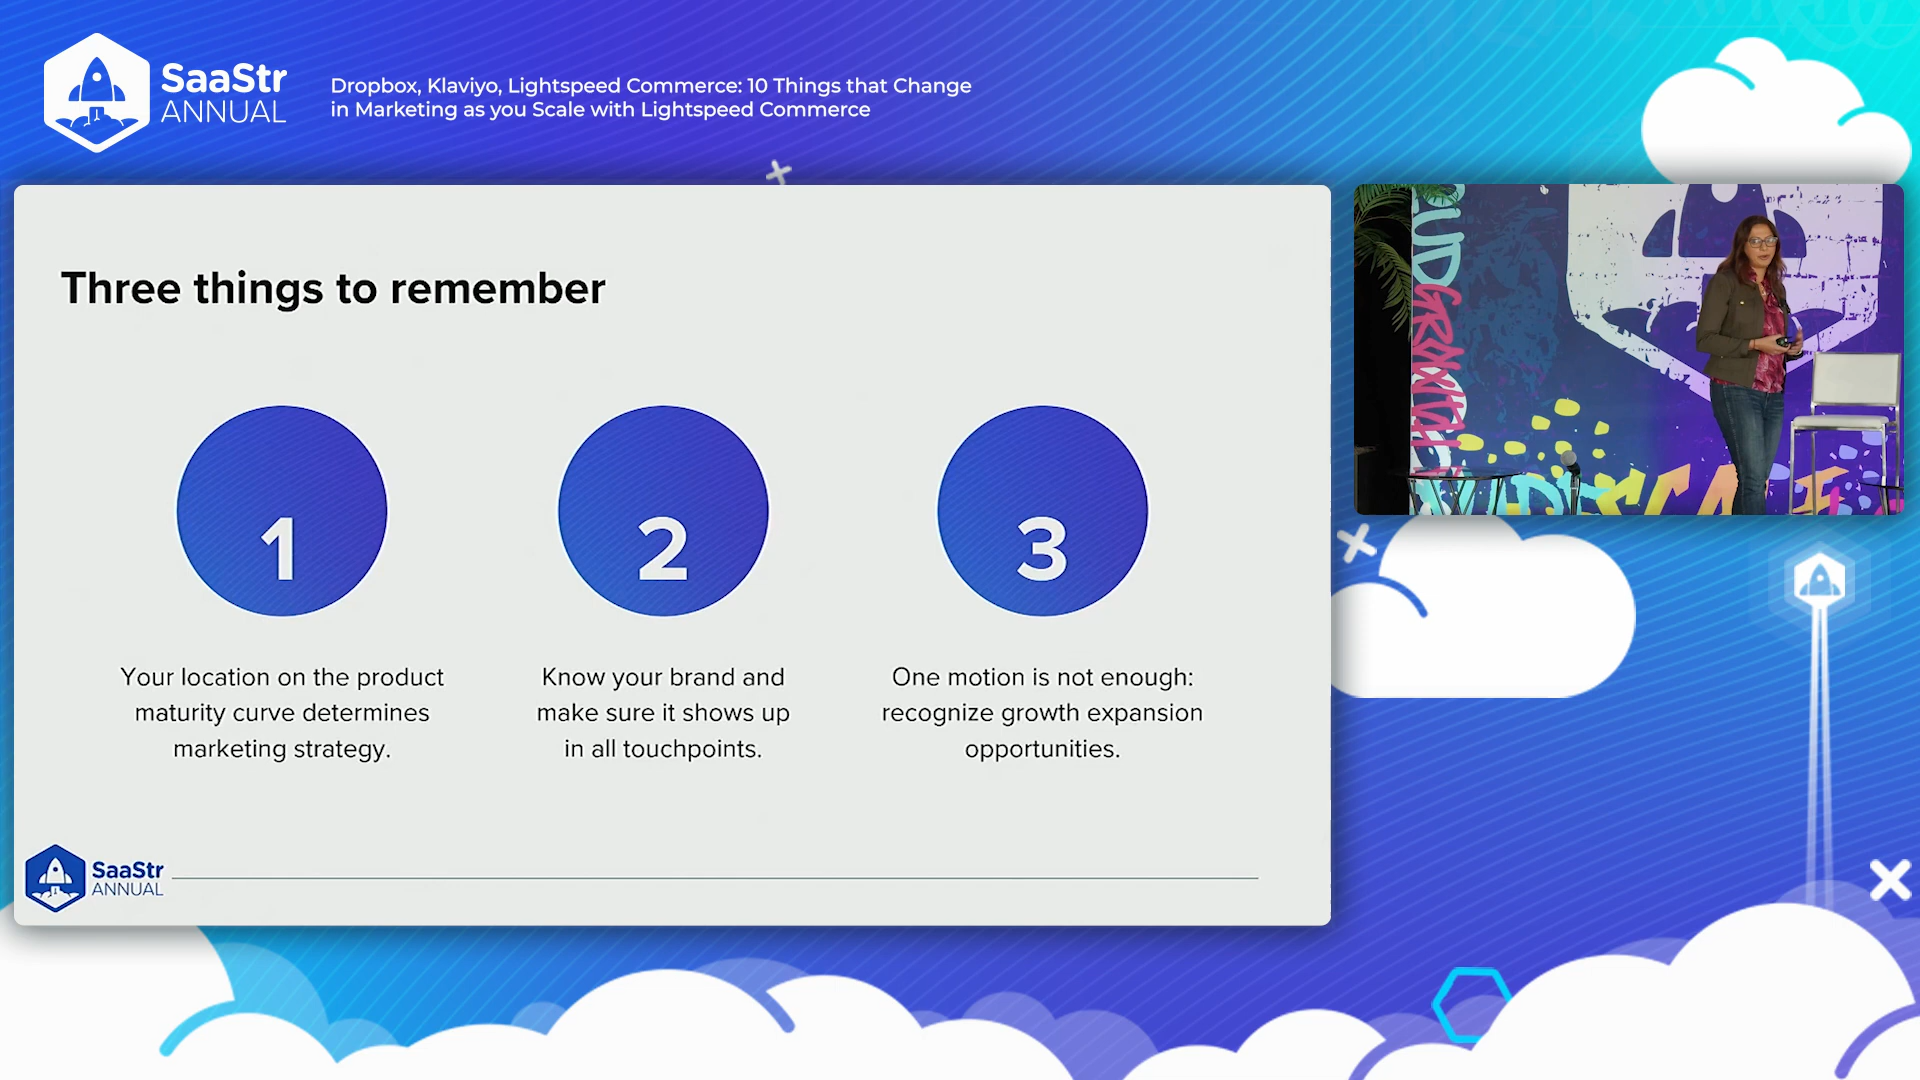 SaaStr
ANNUAL
Dropbox, Klaviyo, Lightspeed Commerce: 10 Things that Change
in Marketing as you Scale with Lightspeed Commerce
Three things to remember
1
2
3
Your location on the product
maturity curve determines
marketing strategy.
Know your brand and
make sure it shows up
in all touchpoints.
One motion is not enough:
recognize growth expansion
opportunities.
SaaStr
ANNUAL